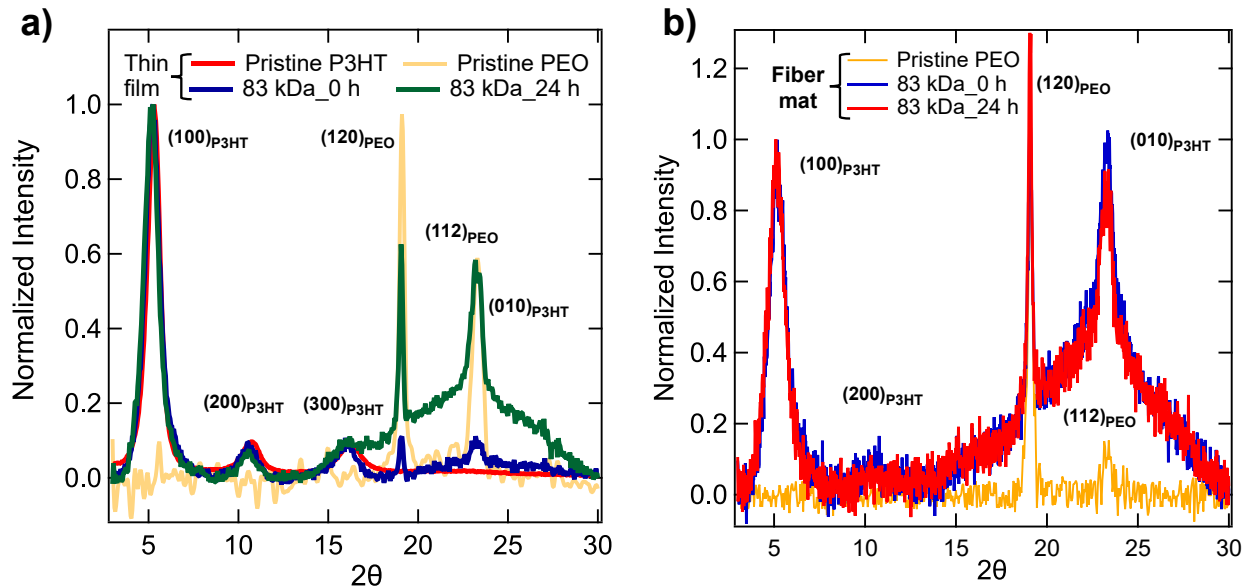 a)
Thin film
Pristine P3HT
Pristine PEO
83 kDa_0 h
83 kDa_24 h
(100)P3HT
(120)PEO
(112)PEO
(010)P3HT
(200)P3HT
(300)P3HT
Normalized Intensity
1.0
0.8
0.6
0.4
0.2
0.0
5 10 15 20 25 30
2θ
b)
Fiber mat
Pristine PEO
83 kDa_0 h
83 kDa_24 h
(120)PEO
(010)P3HT
(100)P3HT
(200)P3HT
(112)PEO
Normalized Intensity
1.2
1.0
0.8
0.6
0.4
0.2
0.0
5 10 15 20 25 30
2θ